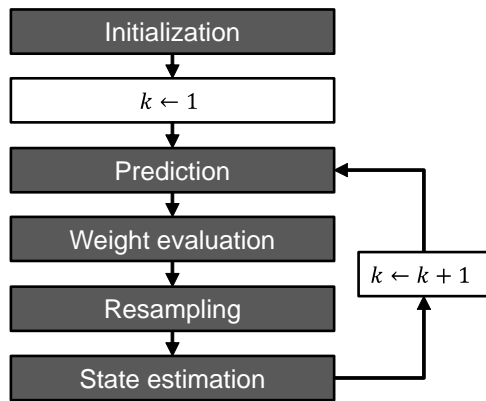 Initialization
k ← 1
Prediction
Weight evaluation
k ← k + 1
Resampling
State estimation